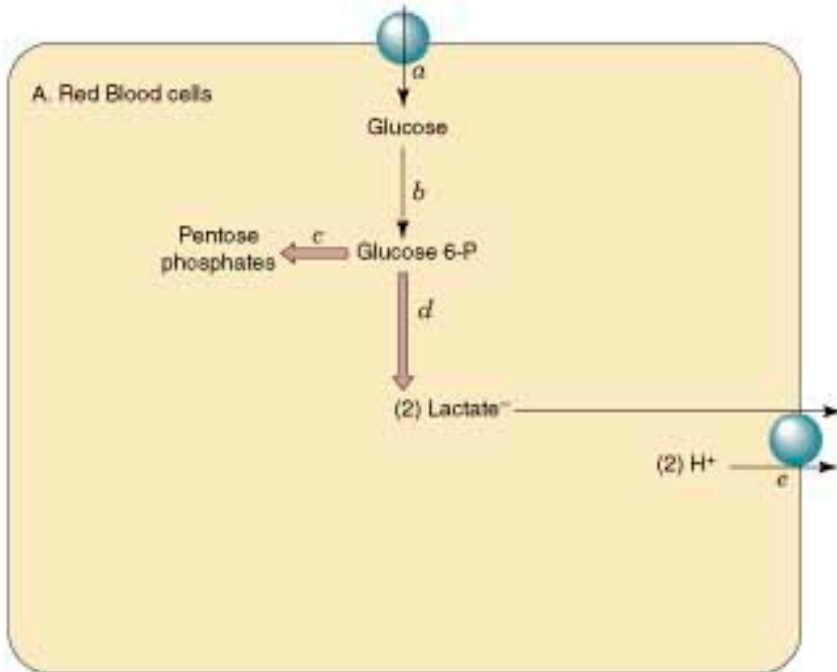 A. Red Blood cells
a
Glucose
b
Pentose
phosphates
c
Glucose 6-P
d
(2) Lactate⁻
(2) H⁺
e